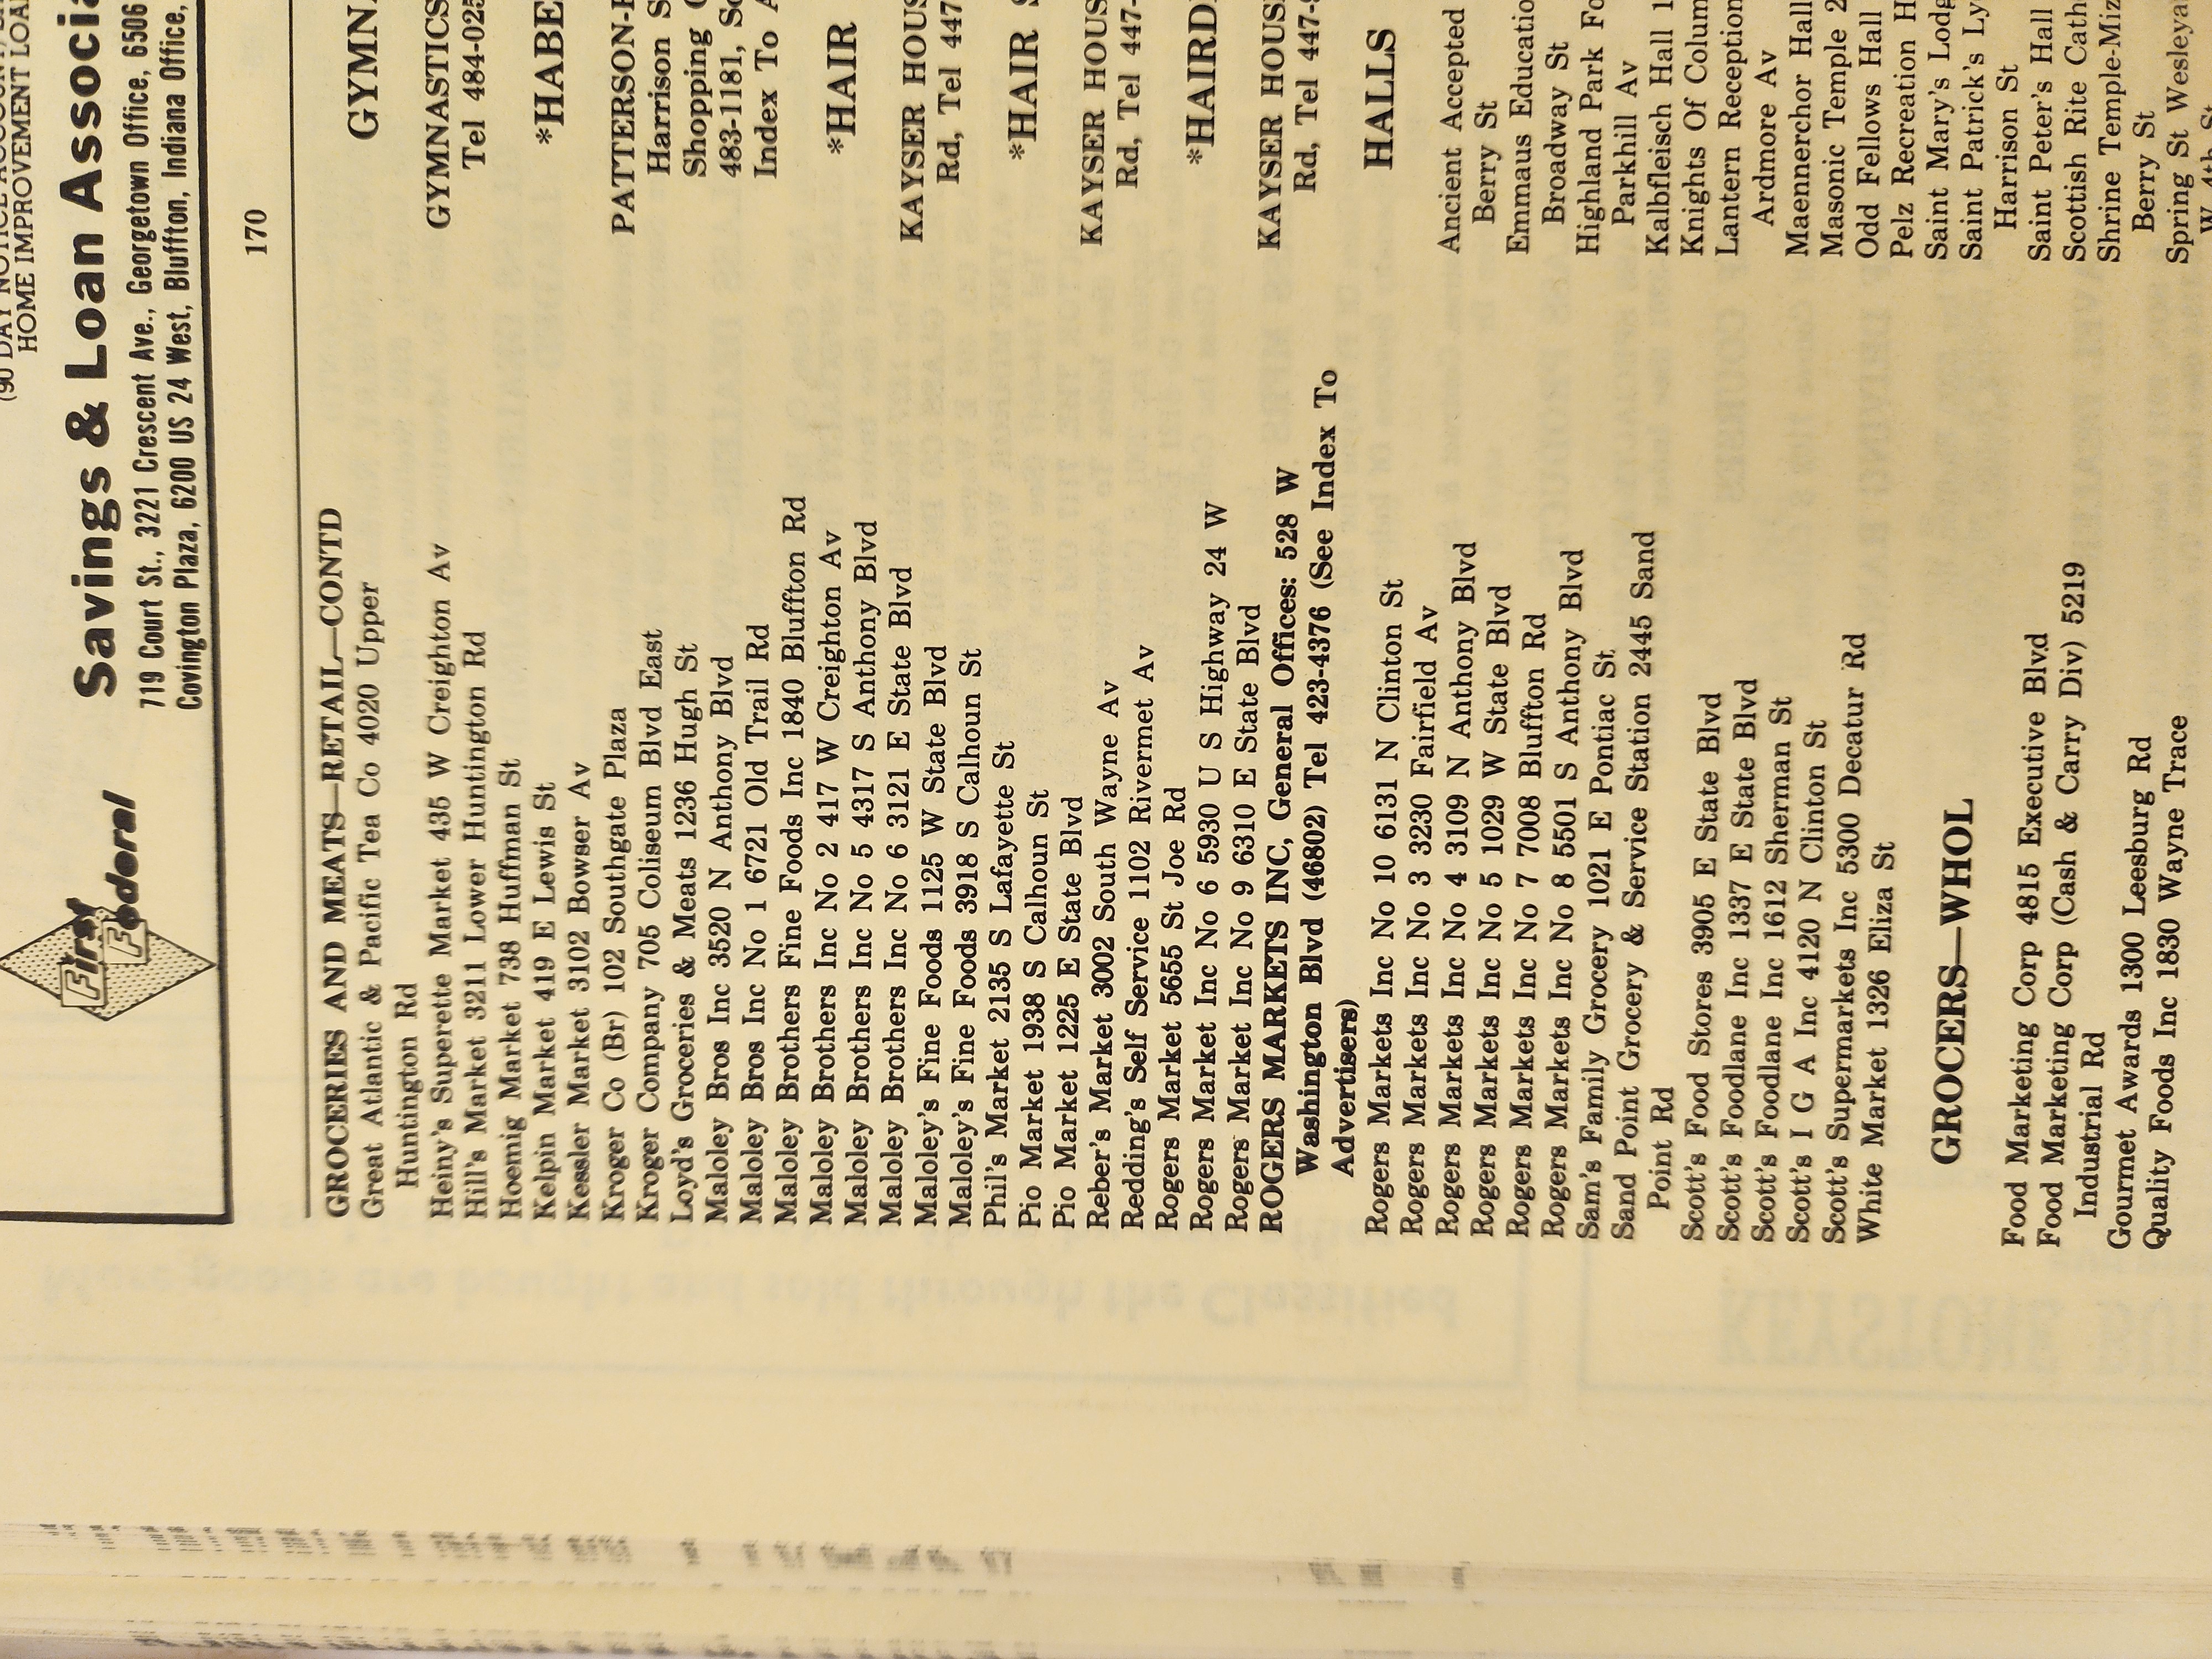 (90 DAY NOTICE ACCOUNT)
HOME IMPROVEMENT LOAN
First
Federal
Savings & Loan Associa
719 Court St., 3221 Crescent Ave., Georgetown Office, 6506
Covington Plaza, 6200 US 24 West, Bluffton, Indiana Office,
170
GROCERIES AND MEATS—RETAIL—CONTD
Great Atlantic & Pacific Tea Co 4020 Upper
Huntington Rd
Heiny's Superette Market 435 W Creighton Av
Hill's Market 3211 Lower Huntington Rd
Hoemig Market 738 Huffman St
Kelpin Market 419 E Lewis St
Kessler Market 3102 Bowser Av
Kroger Co (Br) 102 Southgate Plaza
Kroger Company 705 Coliseum Blvd East
Loyd's Groceries & Meats 1236 Hugh St
Maloley Bros Inc 3520 N Anthony Blvd
Maloley Bros Inc No 1 6721 Old Trail Rd
Maloley Brothers Fine Foods Inc 1840 Bluffton Rd
Maloley Brothers Inc No 2 417 W Creighton Av
Maloley Brothers Inc No 5 4317 S Anthony Blvd
Maloley Brothers Inc No 6 3121 E State Blvd
Maloley's Fine Foods 1125 W State Blvd
Maloley's Fine Foods 3918 S Calhoun St
Phil's Market 2135 S Lafayette St
Pio Market 1938 S Calhoun St
Pio Market 1225 E State Blvd
Reber's Market 3002 South Wayne Av
Redding's Self Service 1102 Rivermet Av
Rogers Market 5655 St Joe Rd
Rogers Market Inc No 6 5930 U S Highway 24 W
Rogers Market Inc No 9 6310 E State Blvd
ROGERS MARKETS INC, General Offices: 528 W
Washington Blvd (46802) Tel 423-4376 (See Index To
Advertisers)
Rogers Markets Inc No 10 6131 N Clinton St
Rogers Markets Inc No 3 3230 Fairfield Av
Rogers Markets Inc No 4 3109 N Anthony Blvd
Rogers Markets Inc No 5 1029 W State Blvd
Rogers Markets Inc No 7 7008 Bluffton Rd
Rogers Markets Inc No 8 5501 S Anthony Blvd
Sam's Family Grocery 1021 E Pontiac St
Sand Point Grocery & Service Station 2445 Sand
Point Rd
Scott's Food Stores 3905 E State Blvd
Scott's Foodlane Inc 1337 E State Blvd
Scott's Foodlane Inc 1612 Sherman St
Scott's I G A Inc 4120 N Clinton St
Scott's Supermarkets Inc 5300 Decatur Rd
White Market 1326 Eliza St
GROCERS—WHOL
Food Marketing Corp 4815 Executive Blvd
Food Marketing Corp (Cash & Carry Div) 5219
Industrial Rd
Gourmet Awards 1300 Leesburg Rd
Quality Foods Inc 1830 Wayne Trace
GYMNA
GYMNASTICS
Tel 484-025
*HABE
PATTERSON-
Harrison S
Shopping
483-1181, So
Index To A
*HAIR
KAYSER HOUS
Rd, Tel 447
*HAIR S
KAYSER HOUS
Rd, Tel 447-
*HAIRD
KAYSER HOUS
Rd, Tel 447-
HALLS
Ancient Accepted
Berry St
Emmaus Educatio
Broadway St
Highland Park Fo
Parkhill Av
Kalbfleisch Hall 1
Knights Of Colum
Lantern Reception
Ardmore Av
Maennerchor Hall
Masonic Temple 2
Odd Fellows Hall
Pelz Recreation H
Saint Mary's Lodg
Saint Patrick's Ly
Harrison St
Saint Peter's Hall
Scottish Rite Cath
Shrine Temple-Miz
Berry St
Spring St Wesleya
W 4th St